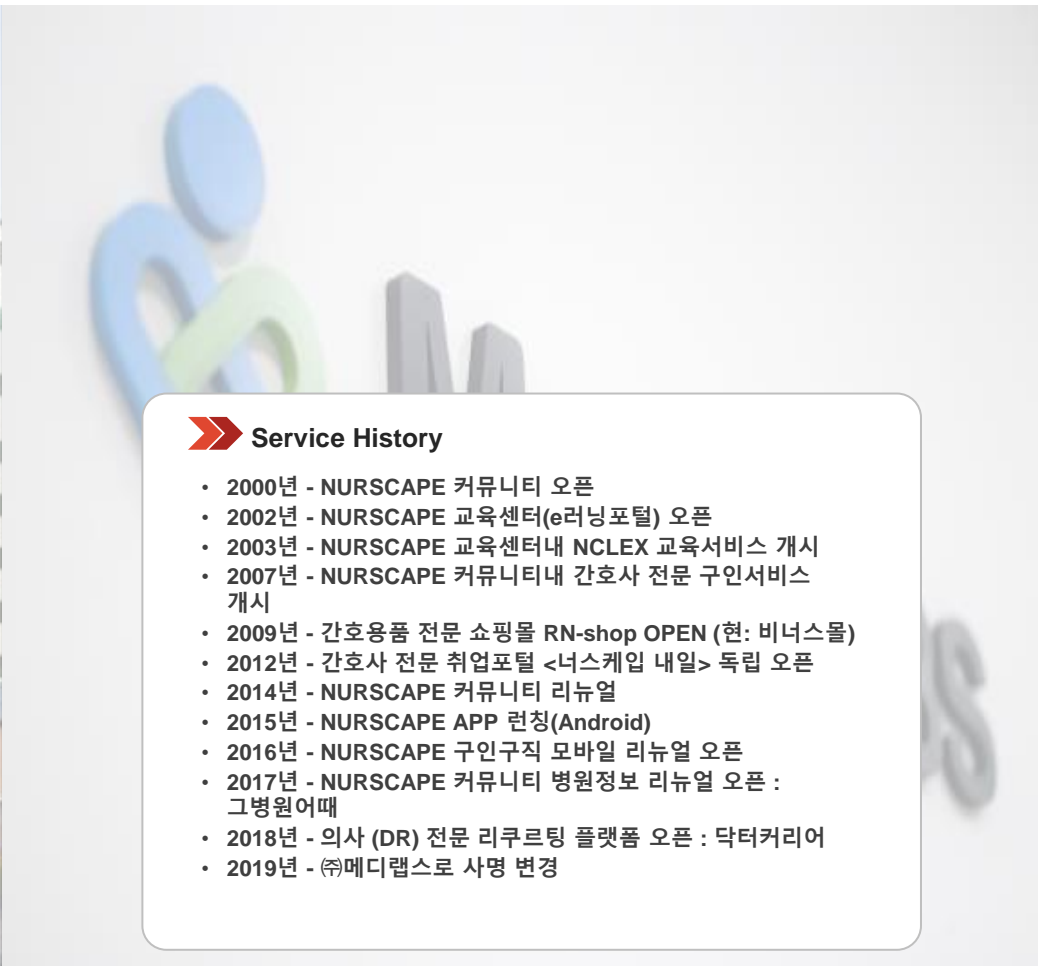 M
Service History
• 2000년 - NURSCAPE 커뮤니티 오픈
• 2002년 - NURSCAPE 교육센터(e러닝포털) 오픈
• 2003년 - NURSCAPE 교육센터내 NCLEX 교육서비스 개시
• 2007년 - NURSCAPE 커뮤니티내 간호사 전문 구인서비스
개시
• 2009년 - 간호용품 전문 쇼핑몰 RN-shop OPEN (현: 비너스몰)
• 2012년 - 간호사 전문 취업포털 <너스케입 내일> 독립 오픈
• 2014년 - NURSCAPE 커뮤니티 리뉴얼
• 2015년 - NURSCAPE APP 런칭(Android)
• 2016년 - NURSCAPE 구인구직 모바일 리뉴얼 오픈
• 2017년 - NURSCAPE 커뮤니티 병원정보 리뉴얼 오픈 :
그병원어때
• 2018년 - 의사 (DR) 전문 리쿠르팅 플랫폼 오픈 : 닥터커리어
• 2019년 - ㈜메디랩스로 사명 변경